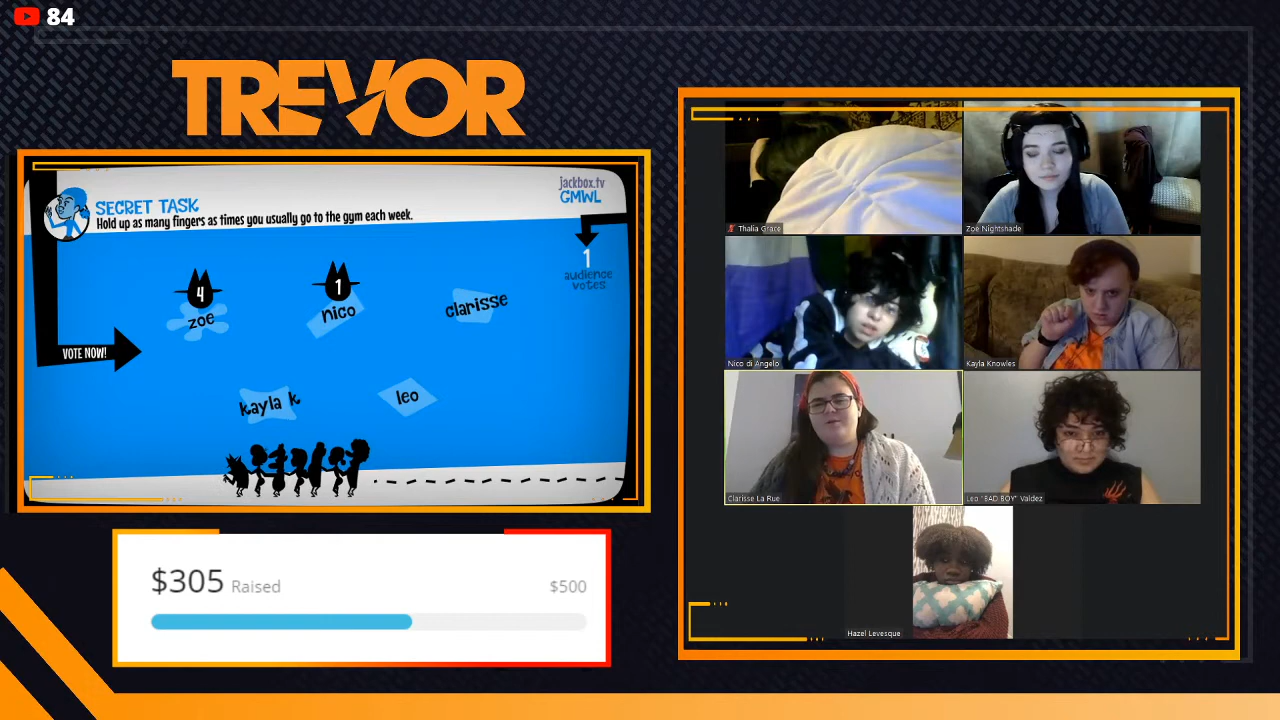 84
TREVOR
SECRET TASK
Hold up as many fingers as times you usually go to the gym each week.
jackbox.tv
GMWL
1
audience
votes
4
zoe
1
nico
clarisse
VOTE NOW!
kayla k
leo
$305 Raised
$500
Thalia Grace
Zoë Nightshade
Nico di Angelo
Kayla Knowles
Clarisse La Rue
Leo "BAD BOY" Valdez
Hazel Levesque